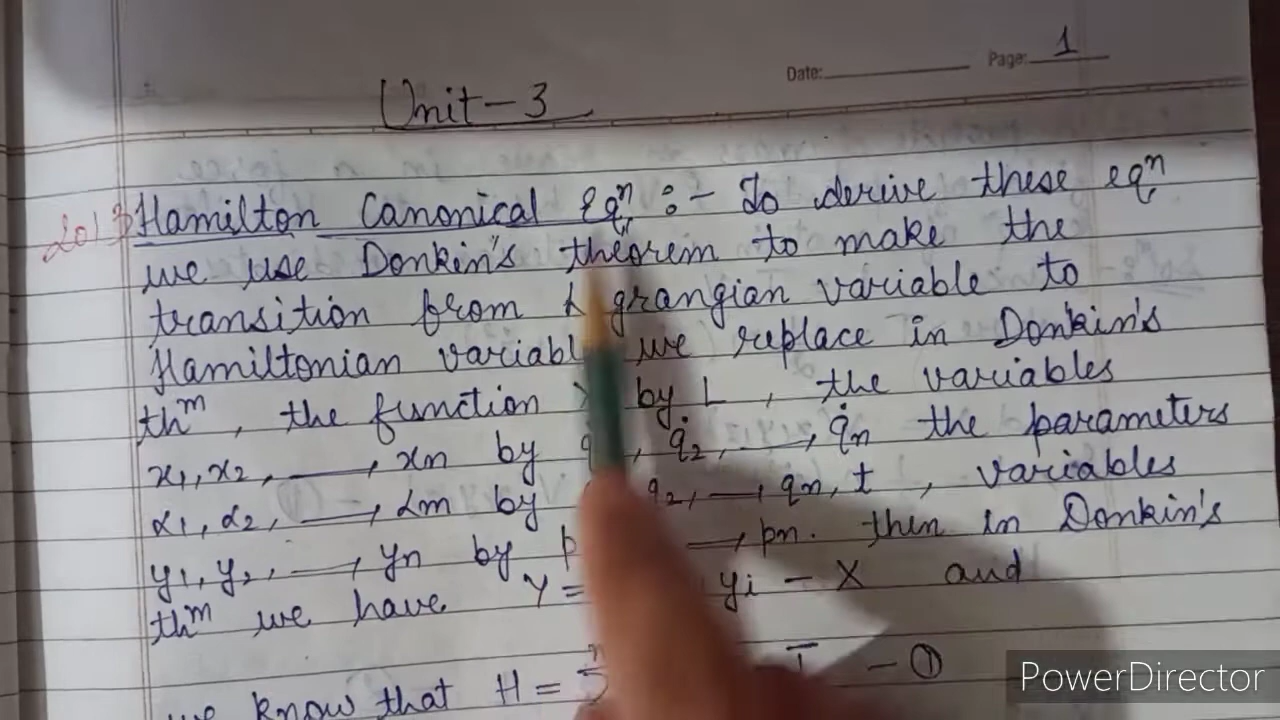 Date: Page: 1
Unit-3
Hamilton Canonical eqⁿ :- To derive these eqⁿ
we use Donkin's theorem to make the
transition from grangian variable to
Hamiltonian variabl we replace in Donkin's
thᵐ, the function by L, the variables
x₁, x₂, —, xn by q̇₂, —, q̇n the parameters
α₁, α₂, —, αm by q₂, —, qn, t, variables
y₁, y₂, —, yn by p —, pn. then in Donkin's
thᵐ we have Y = yi - X and
we know that H = - ①
PowerDirector